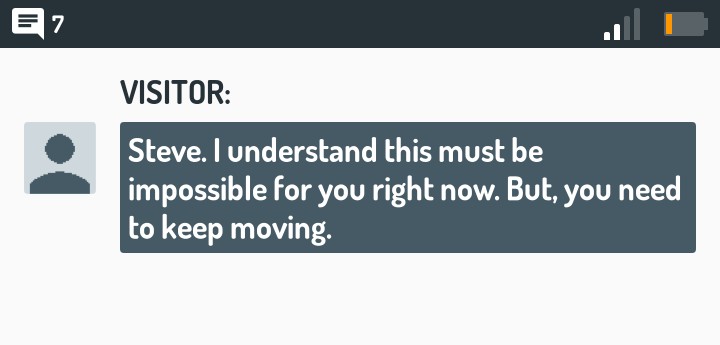 7
VISITOR:
Steve. I understand this must be
impossible for you right now. But, you need
to keep moving.